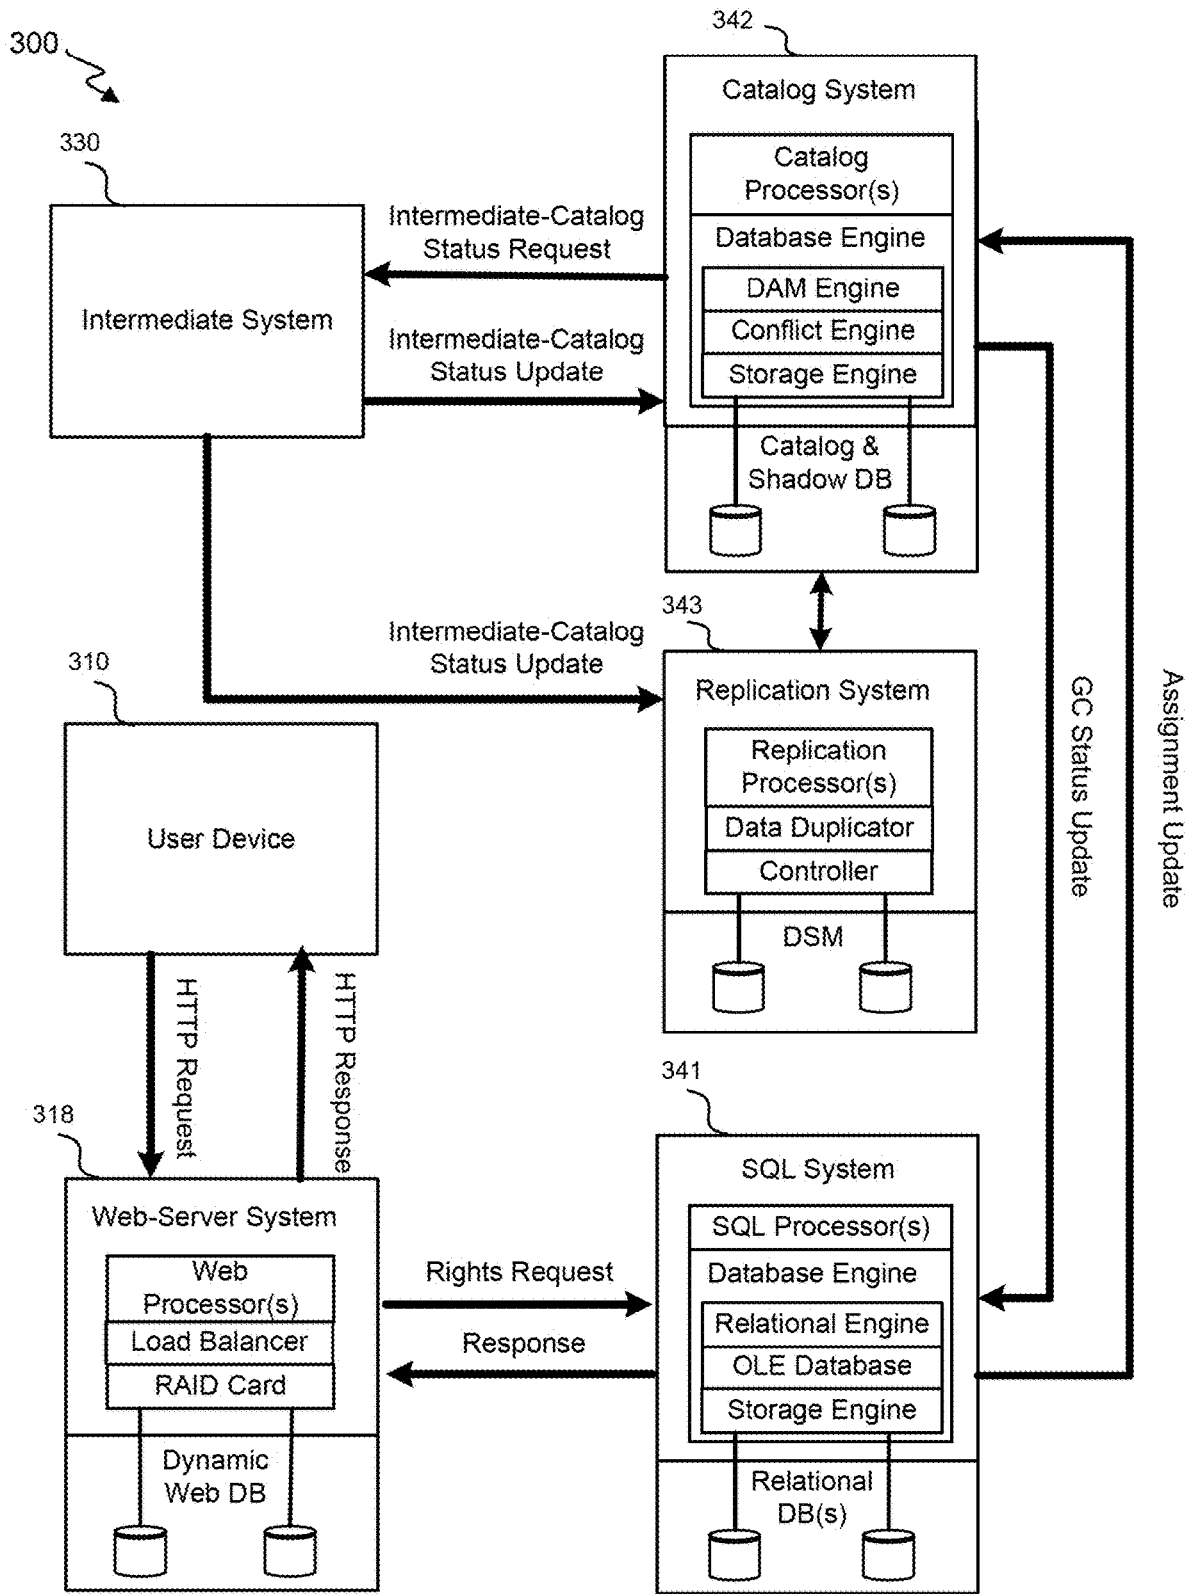 300
342
Catalog System
Catalog
Processor(s)
Database Engine
DAM Engine
Conflict Engine
Storage Engine
Catalog &
Shadow DB
330
Intermediate System
Intermediate-Catalog
Status Request
Intermediate-Catalog
Status Update
Intermediate-Catalog
Status Update
343
Replication System
Replication
Processor(s)
Data Duplicator
Controller
DSM
GC Status Update
Assignment Update
310
User Device
HTTP Request
HTTP Response
318
Web-Server System
Web
Processor(s)
Load Balancer
RAID Card
Dynamic
Web DB
Rights Request
Response
341
SQL System
SQL Processor(s)
Database Engine
Relational Engine
OLE Database
Storage Engine
Relational
DB(s)